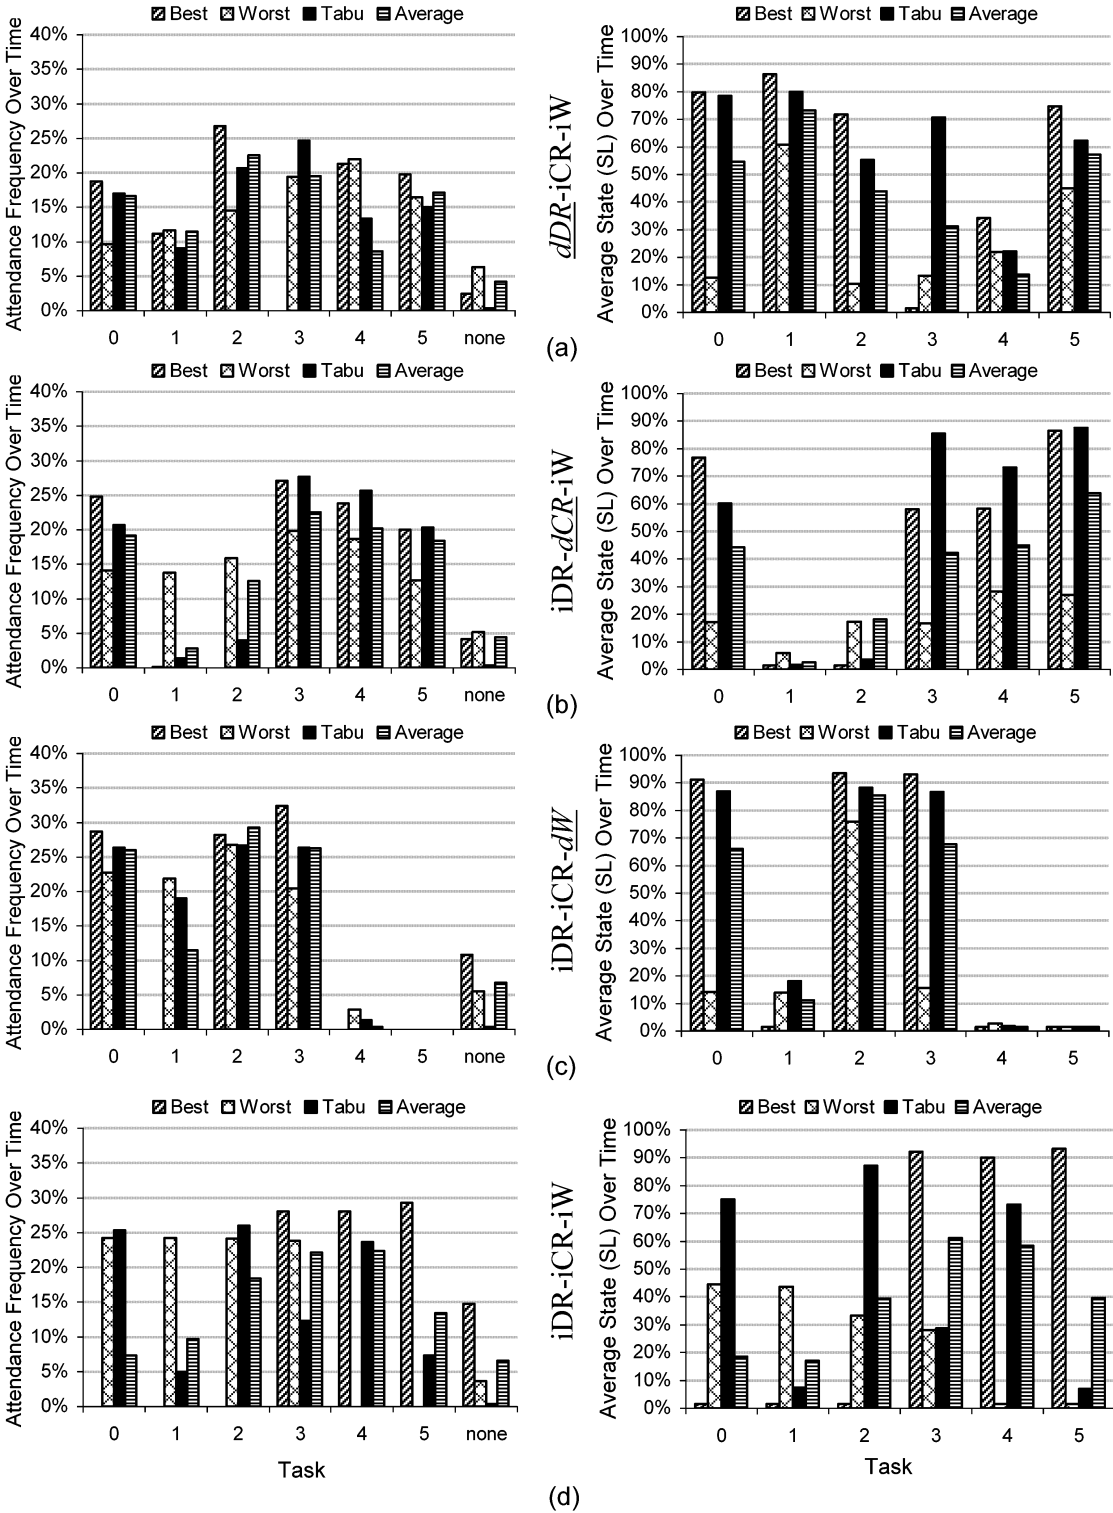 Best Worst Tabu Average
Attendance Frequency Over Time
40%
35%
30%
25%
20%
15%
10%
5%
0%
0 1 2 3 4 5 none
dDR-iCR-iW
Best Worst Tabu Average
Average State (SL) Over Time
100%
90%
80%
70%
60%
50%
40%
30%
20%
10%
0%
0 1 2 3 4 5
(a)
Best Worst Tabu Average
Attendance Frequency Over Time
40%
35%
30%
25%
20%
15%
10%
5%
0%
0 1 2 3 4 5 none
iDR-dCR-iW
Best Worst Tabu Average
Average State (SL) Over Time
100%
90%
80%
70%
60%
50%
40%
30%
20%
10%
0%
0 1 2 3 4 5
(b)
Best Worst Tabu Average
Attendance Frequency Over Time
40%
35%
30%
25%
20%
15%
10%
5%
0%
0 1 2 3 4 5 none
iDR-iCR-dW
Best Worst Tabu Average
Average State (SL) Over Time
100%
90%
80%
70%
60%
50%
40%
30%
20%
10%
0%
0 1 2 3 4 5
(c)
Best Worst Tabu Average
Attendance Frequency Over Time
40%
35%
30%
25%
20%
15%
10%
5%
0%
0 1 2 3 4 5 none
Task
iDR-iCR-iW
Best Worst Tabu Average
Average State (SL) Over Time
100%
90%
80%
70%
60%
50%
40%
30%
20%
10%
0%
0 1 2 3 4 5
Task
(d)